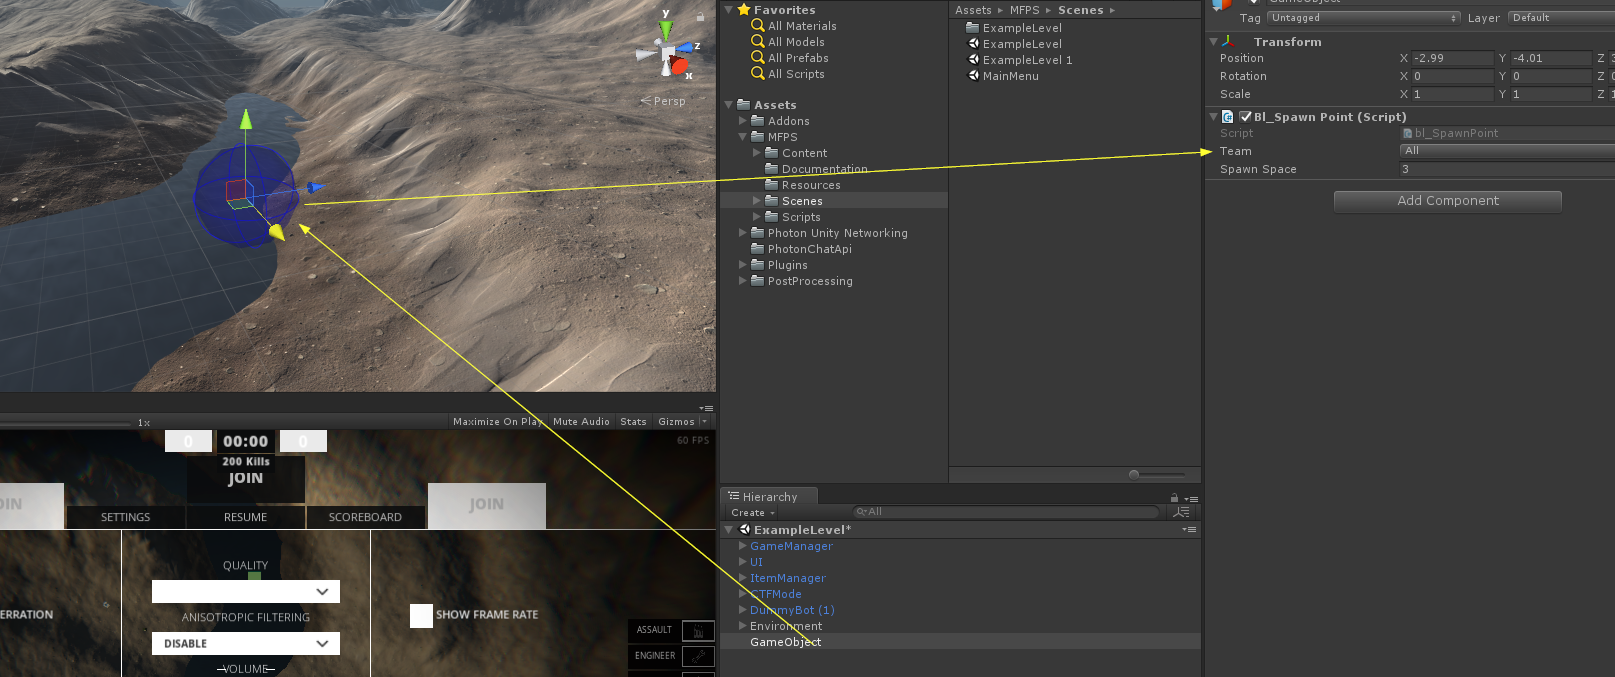 y
z
x
Persp
1x
Maximize On Play
Mute Audio
Stats
Gizmos
0
00:00
0
60 FPS
200 Kills
JOIN
OIN
JOIN
SETTINGS
RESUME
SCOREBOARD
QUALITY
ERRATION
ANISOTROPIC FILTERING
SHOW FRAME RATE
DISABLE
VOLUME
ASSAULT
ENGINEER
Favorites
All Materials
All Models
All Prefabs
All Scripts
Assets
Addons
MFPS
Content
Documentation
Resources
Scenes
Scripts
Photon Unity Networking
PhotonChatApi
Plugins
PostProcessing
Assets MFPS Scenes
ExampleLevel
ExampleLevel
ExampleLevel 1
MainMenu
Hierarchy
Create
All
ExampleLevel*
GameManager
UI
ItemManager
CTFMode
DummyBot (1)
Environment
GameObject
GameObject
Tag Untagged Layer Default
Transform
Position X -2.99 Y -4.01 Z
Rotation X 0 Y 0 Z
Scale X 1 Y 1 Z
Bl_Spawn Point (Script)
Script bl_SpawnPoint
Team All
Spawn Space 3
Add Component